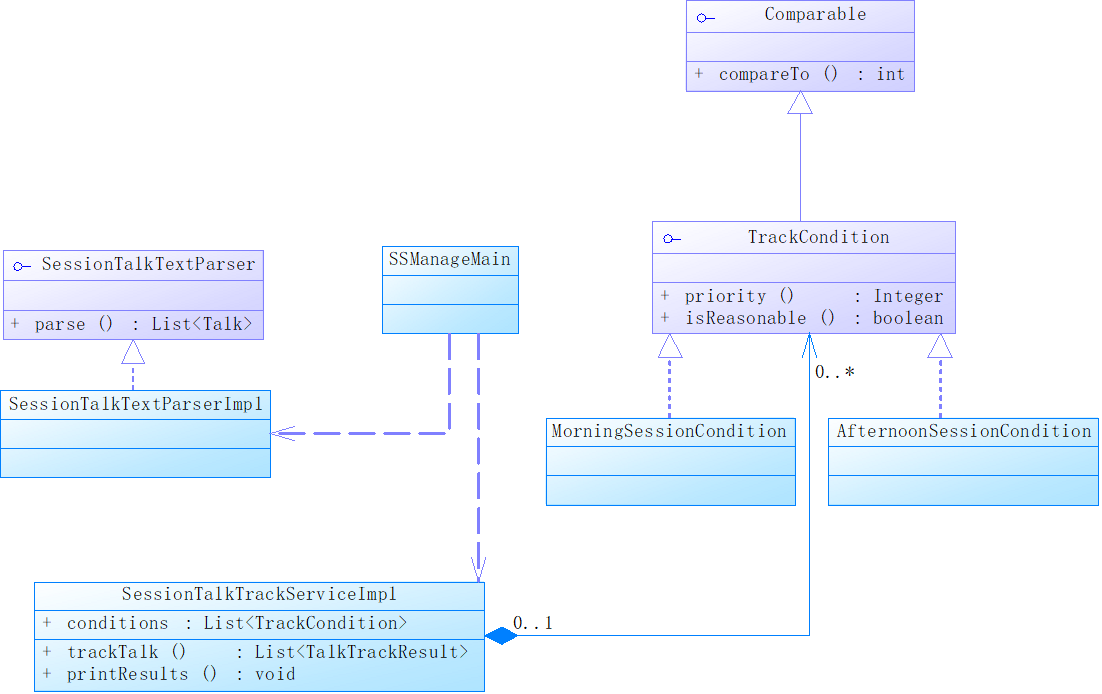 Comparable
+ compareTo () : int
TrackCondition
+ priority () : Integer
+ isReasonable () : boolean
SessionTalkTextParser
+ parse () : List<Talk>
SSManageMain
SessionTalkTextParserImpl
0..*
MorningSessionCondition
AfternoonSessionCondition
SessionTalkTrackServiceImpl
+ conditions : List<TrackCondition>
+ trackTalk () : List<TalkTrackResult>
+ printResults () : void
0..1